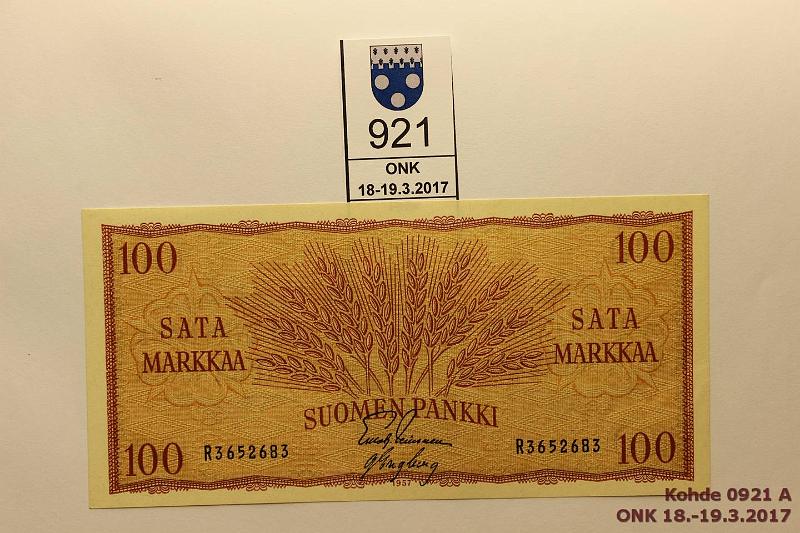 921
ONK
18-19.3.2017
100
100
SATA
MARKKAA
SATA
MARKKAA
SUOMEN PANKKI
100
R3652683
R3652683
100
1957
Kohde 0921 A
ONK 18.-19.3.2017